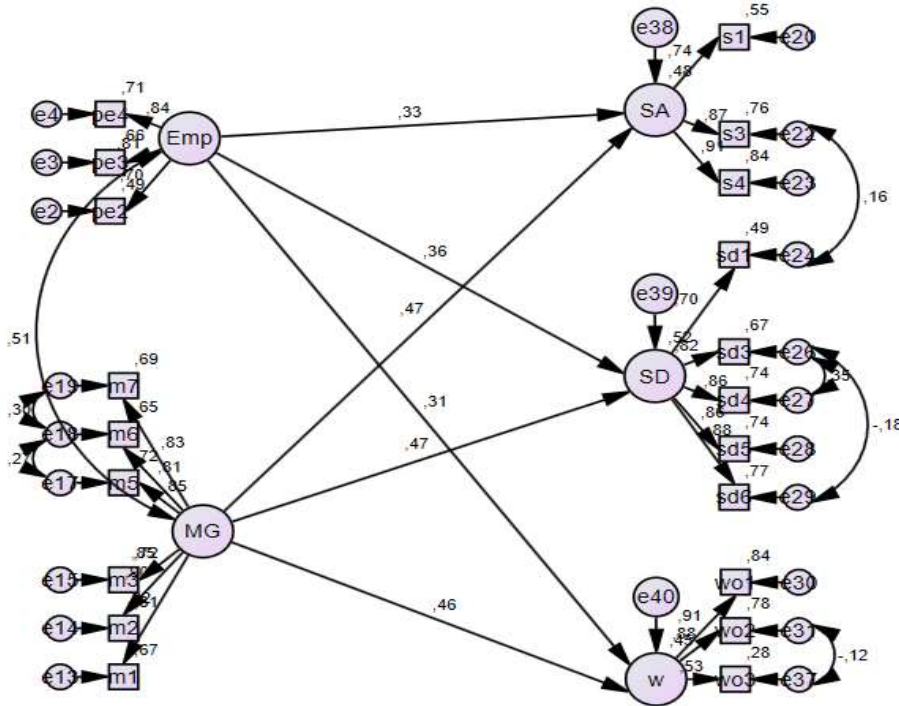 e38
,74
,48
s1
,55
e20
SA
,87
s3
,76
e22
,91
s4
,84
e23
,16
e4
pe4
,71
,84
Emp
e3
pe3
,66
,81
e2
pe2
,70
,49
,33
,36
,31
,51
,47
,47
,46
e39
,70
sd1
,49
e24
SD
,52
,82
sd3
,67
e26
,86
sd4
,74
e27
,35
,86
sd5
,74
e28
,88
sd6
,77
e29
-,18
e19
m7
,69
e18
m6
,65
,83
e17
m5
,72
,81
,85
MG
e15
m3
,72
,85
e14
m2
,81
e13
m1
,67
e40
,91
wo1
,84
e30
w
,88
wo2
,78
e31
,53
wo3
,28
e37
-,12